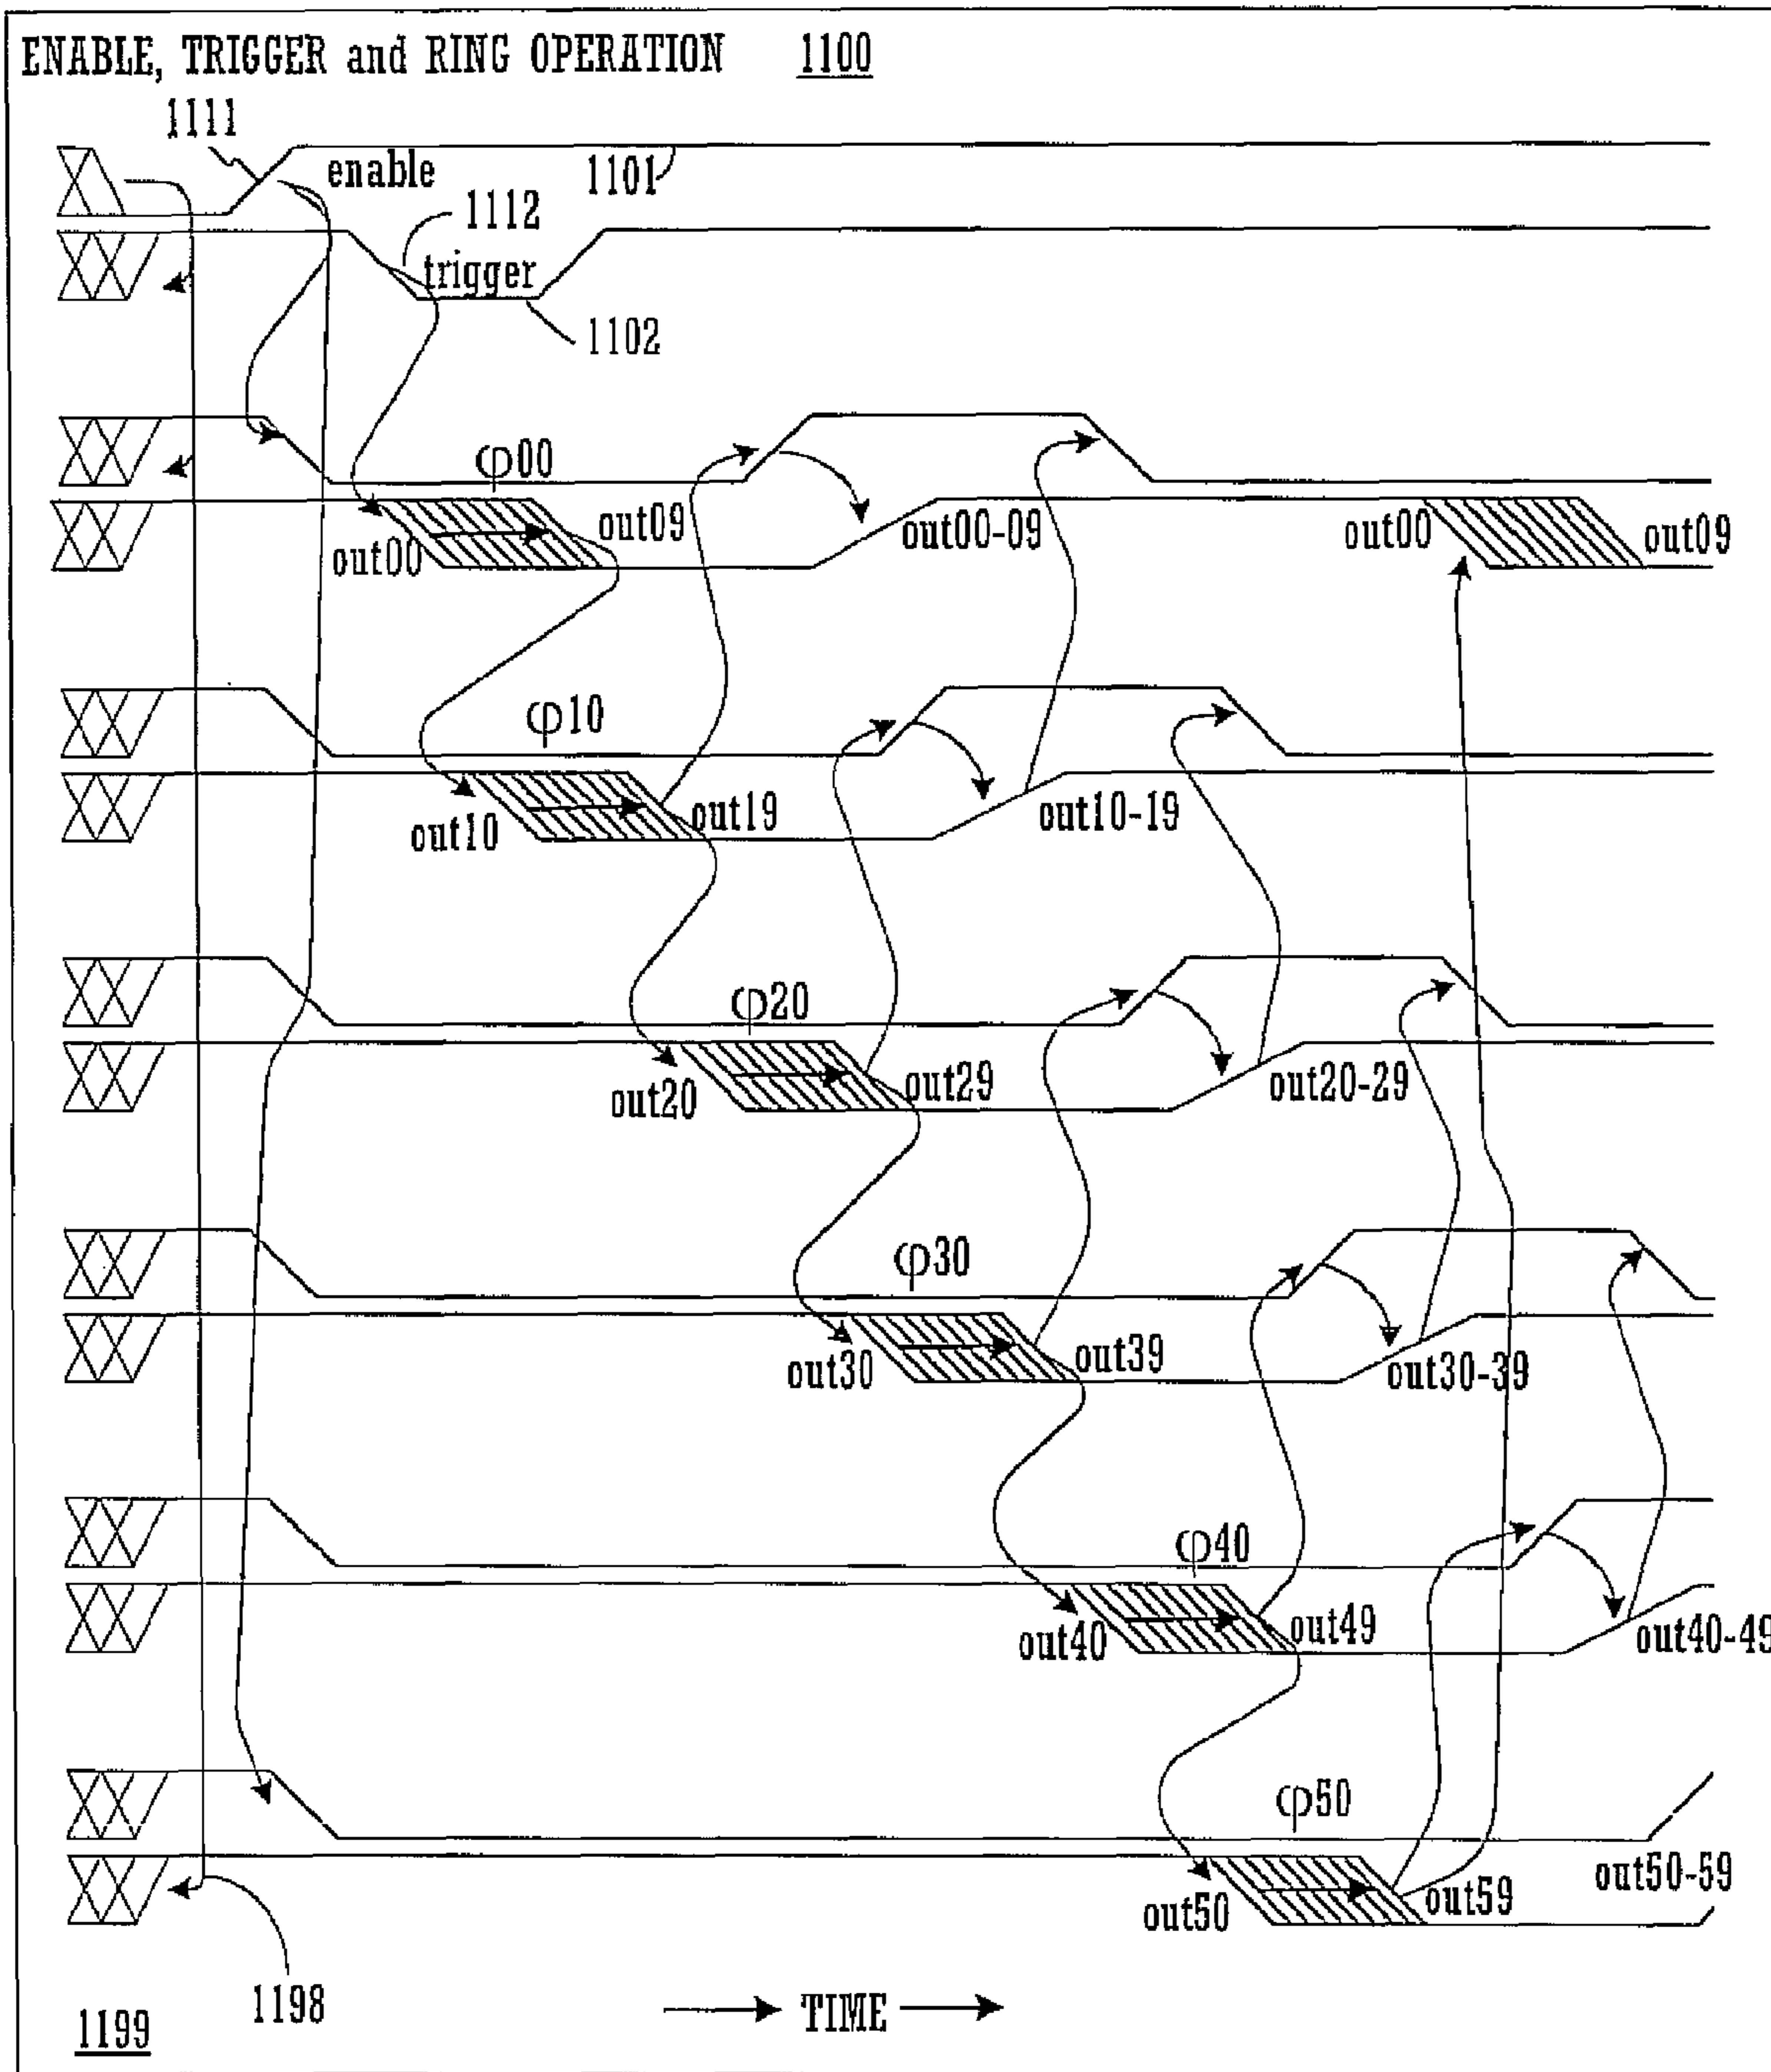 ENABLE, TRIGGER and RING OPERATION 1100
1111
enable
1101
1112
trigger
1102
φ00
out00
out09
out00-09
out00
out09
φ10
out10
out19
out10-19
φ20
out20
out29
out20-29
φ30
out30
out39
out30-39
φ40
out40
out49
out40-49
φ50
out50
out59
out50-59
1198
TIME
1199